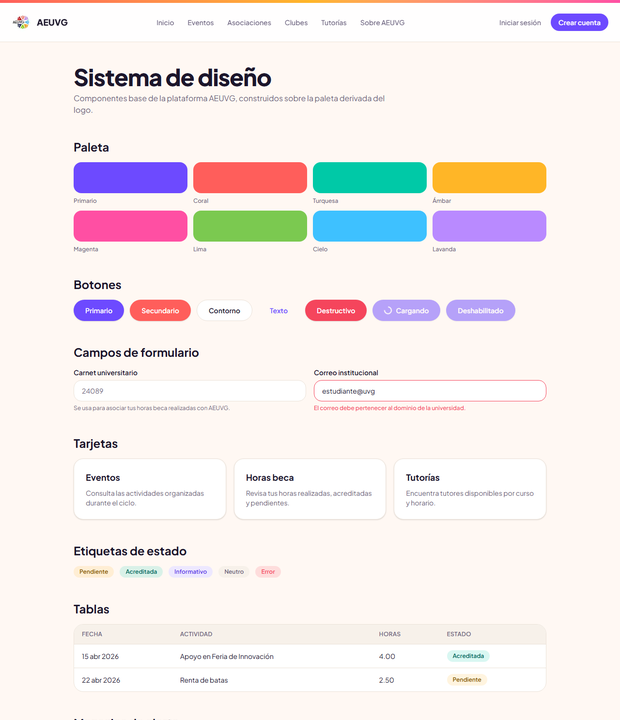 AEUVG
Inicio Eventos Asociaciones Clubes Tutorías Sobre AEUVG
Iniciar sesión Crear cuenta
Sistema de diseño
Componentes base de la plataforma AEUVG, construidos sobre la paleta derivada del
logo.
Paleta
Primario Coral Turquesa Ámbar
Magenta Lima Cielo Lavanda
Botones
Primario Secundario Contorno Texto Destructivo Cargando Deshabilitado
Campos de formulario
Carnet universitario
24089
Se usa para asociar tus horas beca realizadas con AEUVG.
Correo institucional
estudiante@uvg
El correo debe pertenecer al dominio de la universidad.
Tarjetas
Eventos
Consulta las actividades organizadas
durante el ciclo.
Horas beca
Revisa tus horas realizadas, acreditadas
y pendientes.
Tutorías
Encuentra tutores disponibles por curso
y horario.
Etiquetas de estado
Pendiente Acreditada Informativo Neutro Error
Tablas
FECHA ACTIVIDAD HORAS ESTADO
15 abr 2026 Apoyo en Feria de Innovación 4.00 Acreditada
22 abr 2026 Renta de batas 2.50 Pendiente